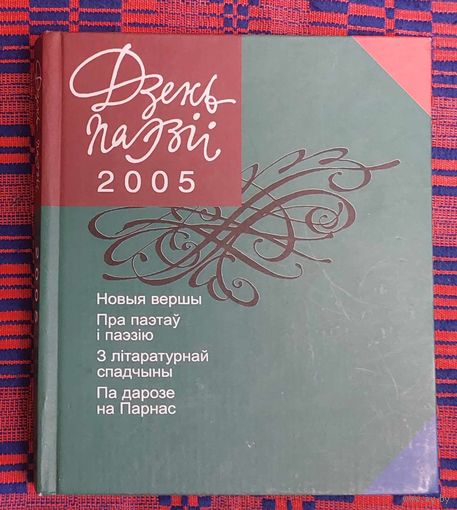 Дзень
паэзіі
2005
Новыя вершы
Пра паэтаў
і паэзію
З літаратурнай
спадчыны
Па дарозе
на Парнас